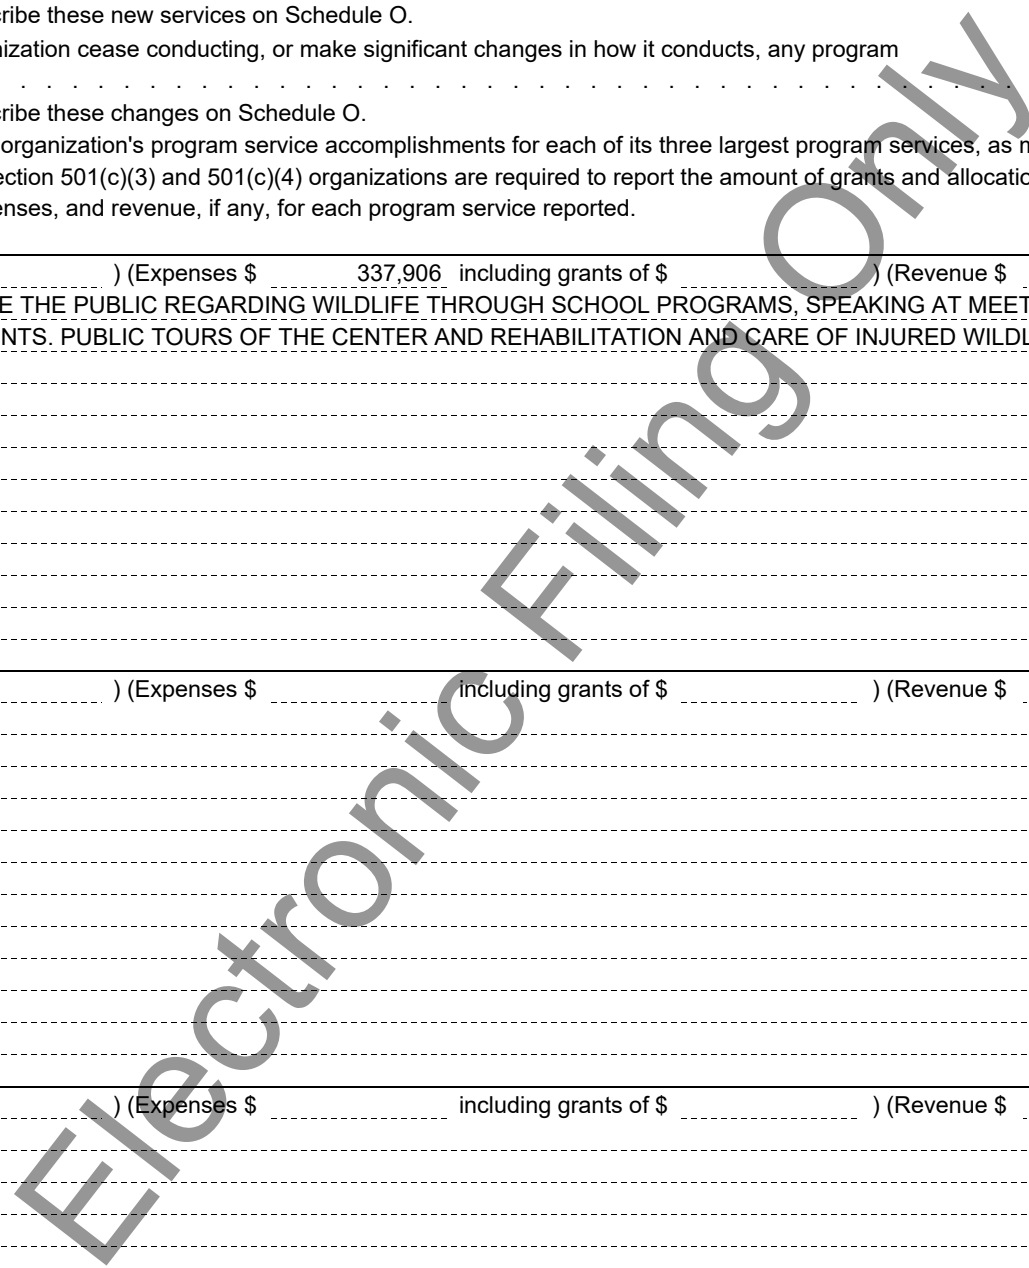 ribe these new services on Schedule O.
nization cease conducting, or make significant changes in how it conducts, any program
. . . . . . . . . . . . . . . . . . . . . . . . . . . . . . . . . . . . . . .
ribe these changes on Schedule O.
organization's program service accomplishments for each of its three largest program services, as m
ection 501(c)(3) and 501(c)(4) organizations are required to report the amount of grants and allocatio
enses, and revenue, if any, for each program service reported.
) (Expenses $ 337,906 including grants of $ ) (Revenue $
E THE PUBLIC REGARDING WILDLIFE THROUGH SCHOOL PROGRAMS, SPEAKING AT MEET
NTS. PUBLIC TOURS OF THE CENTER AND REHABILITATION AND CARE OF INJURED WILDL
) (Expenses $ including grants of $ ) (Revenue $
) (Expenses $ including grants of $ ) (Revenue $
Electronic Filing Only